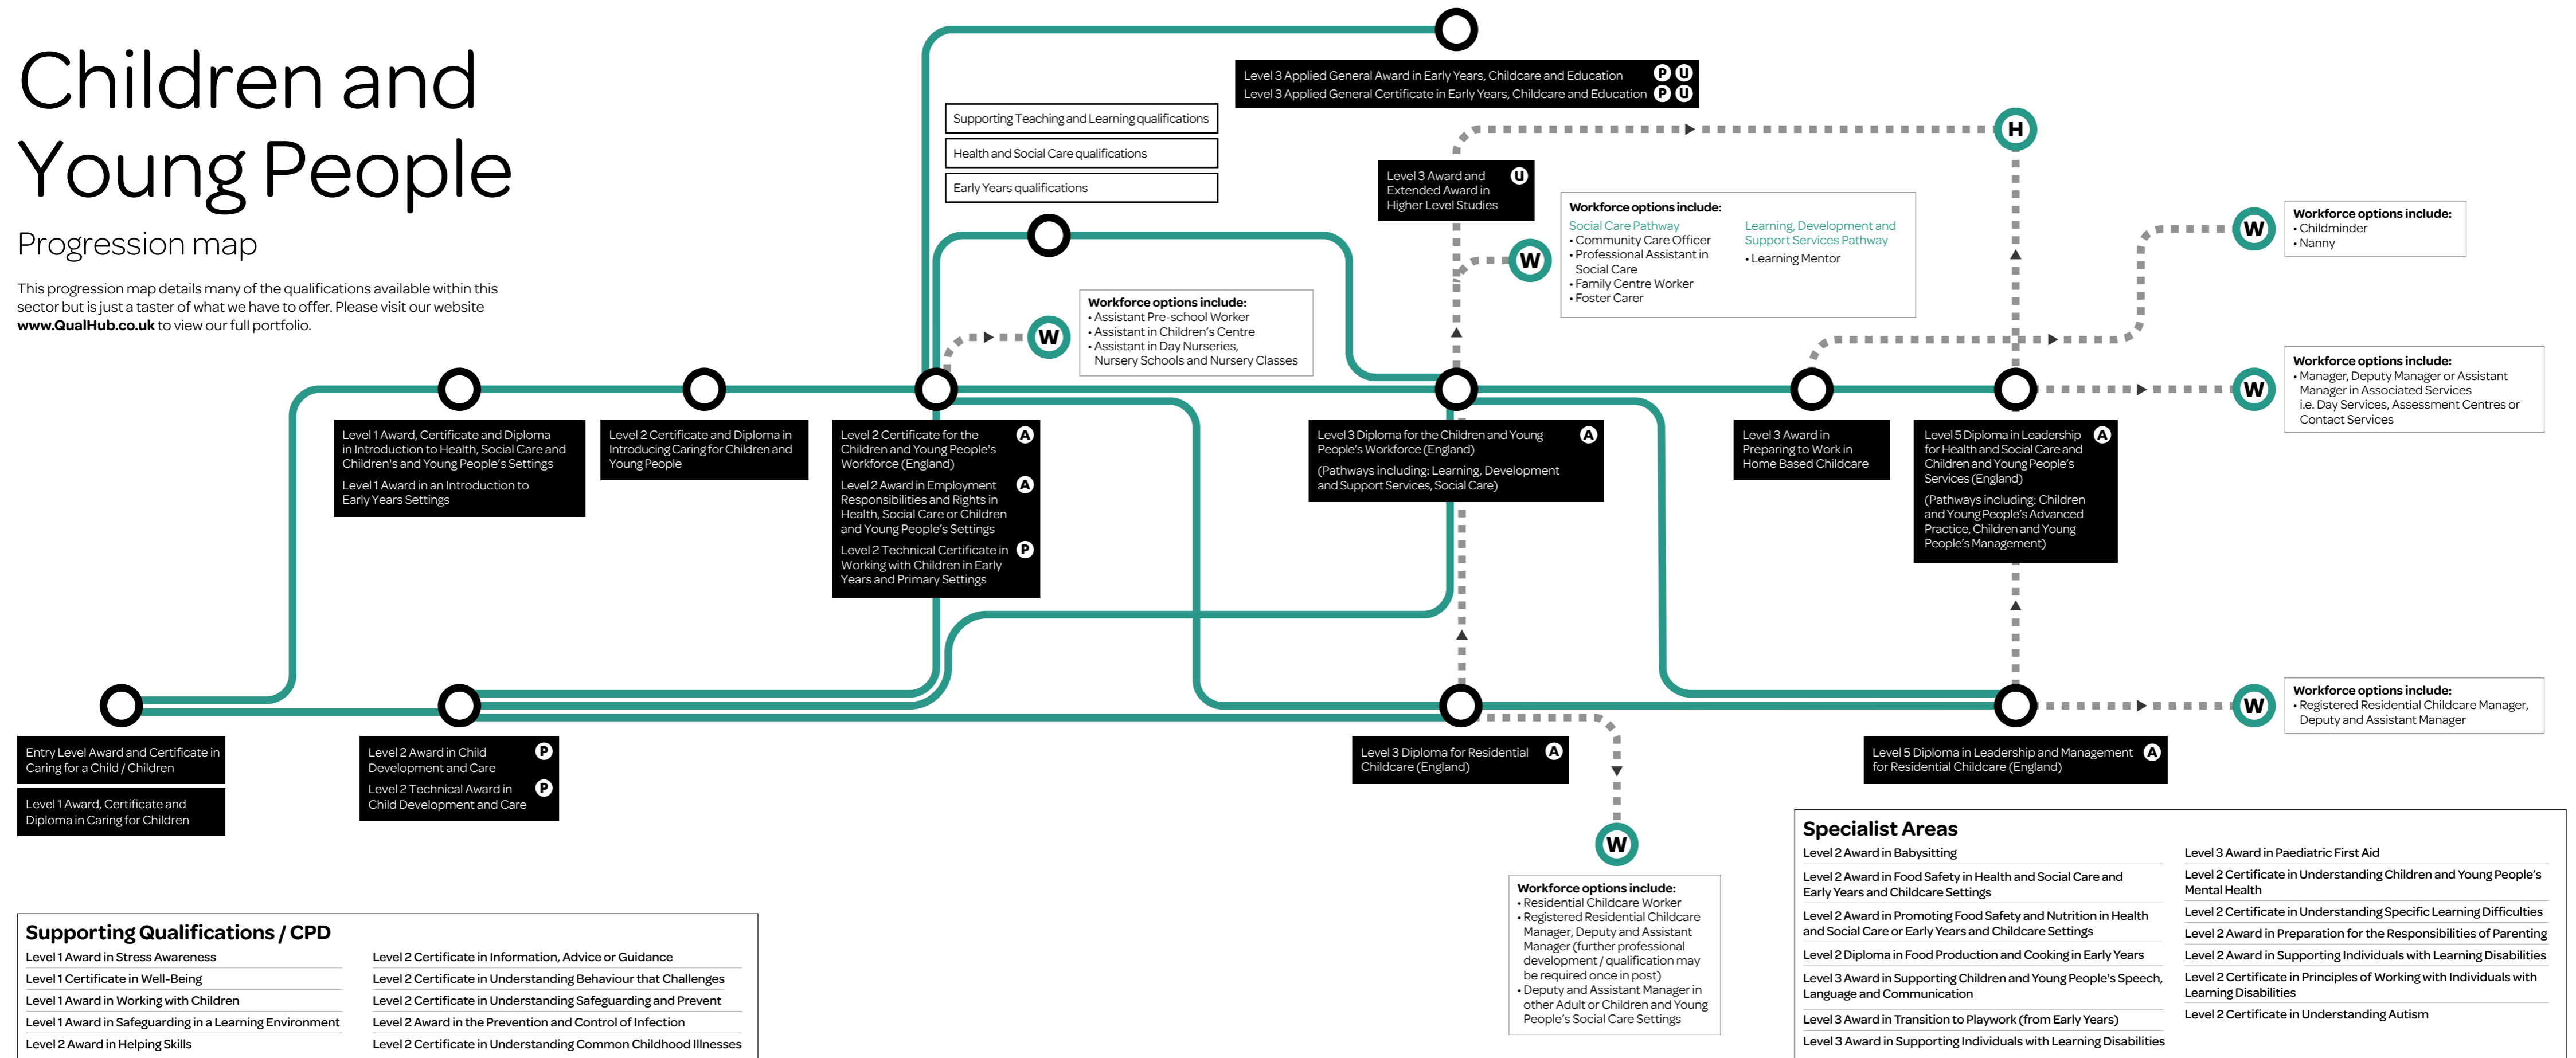 Children and
Young People
Progression map
This progression map details many of the qualifications available within this
sector but is just a taster of what we have to offer. Please visit our website
www.QualHub.co.uk to view our full portfolio.
Level 3 Applied General Award in Early Years, Childcare and Education P U
Level 3 Applied General Certificate in Early Years, Childcare and Education P U
Supporting Teaching and Learning qualifications
Health and Social Care qualifications
Early Years qualifications
H
Level 3 Award and U
Extended Award in
Higher Level Studies
W
Workforce options include:
Social Care Pathway
• Community Care Officer
• Professional Assistant in
Social Care
• Family Centre Worker
• Foster Carer
Learning, Development and
Support Services Pathway
• Learning Mentor
W
Workforce options include:
• Childminder
• Nanny
W
Workforce options include:
• Assistant Pre-school Worker
• Assistant in Children's Centre
• Assistant in Day Nurseries,
Nursery Schools and Nursery Classes
W
Workforce options include:
• Manager, Deputy Manager or Assistant
Manager in Associated Services
i.e. Day Services, Assessment Centres or
Contact Services
Level 1 Award, Certificate and Diploma
in Introduction to Health, Social Care and
Children's and Young People's Settings
Level 1 Award in an Introduction to
Early Years Settings
Level 2 Certificate and Diploma in
Introducing Caring for Children and
Young People
Level 2 Certificate for the A
Children and Young People's
Workforce (England)
Level 2 Award in Employment A
Responsibilities and Rights in
Health, Social Care or Children
and Young People's Settings
Level 2 Technical Certificate in P
Working with Children in Early
Years and Primary Settings
Level 3 Diploma for the Children and Young A
People's Workforce (England)
(Pathways including: Learning, Development
and Support Services, Social Care)
Level 3 Award in
Preparing to Work in
Home Based Childcare
Level 5 Diploma in Leadership A
for Health and Social Care and
Children and Young People's
Services (England)
(Pathways including: Children
and Young People's Advanced
Practice, Children and Young
People's Management)
Entry Level Award and Certificate in
Caring for a Child / Children
Level 1 Award, Certificate and
Diploma in Caring for Children
Level 2 Award in Child P
Development and Care
Level 2 Technical Award in P
Child Development and Care
Level 3 Diploma for Residential A
Childcare (England)
Level 5 Diploma in Leadership and Management A
for Residential Childcare (England)
W
Workforce options include:
• Registered Residential Childcare Manager,
Deputy and Assistant Manager
W
Workforce options include:
• Residential Childcare Worker
• Registered Residential Childcare
Manager, Deputy and Assistant
Manager (further professional
development / qualification may
be required once in post)
• Deputy and Assistant Manager in
other Adult or Children and Young
People's Social Care Settings
Supporting Qualifications / CPD
Level 1 Award in Stress Awareness
Level 1 Certificate in Well-Being
Level 1 Award in Working with Children
Level 1 Award in Safeguarding in a Learning Environment
Level 2 Award in Helping Skills
Level 2 Certificate in Information, Advice or Guidance
Level 2 Certificate in Understanding Behaviour that Challenges
Level 2 Certificate in Understanding Safeguarding and Prevent
Level 2 Award in the Prevention and Control of Infection
Level 2 Certificate in Understanding Common Childhood Illnesses
Specialist Areas
Level 2 Award in Babysitting
Level 2 Award in Food Safety in Health and Social Care and
Early Years and Childcare Settings
Level 2 Award in Promoting Food Safety and Nutrition in Health
and Social Care or Early Years and Childcare Settings
Level 2 Diploma in Food Production and Cooking in Early Years
Level 3 Award in Supporting Children and Young People's Speech,
Language and Communication
Level 3 Award in Transition to Playwork (from Early Years)
Level 3 Award in Supporting Individuals with Learning Disabilities
Level 3 Award in Paediatric First Aid
Level 2 Certificate in Understanding Children and Young People's
Mental Health
Level 2 Certificate in Understanding Specific Learning Difficulties
Level 2 Award in Preparation for the Responsibilities of Parenting
Level 2 Award in Supporting Individuals with Learning Disabilities
Level 2 Certificate in Principles of Working with Individuals with
Learning Disabilities
Level 2 Certificate in Understanding Autism